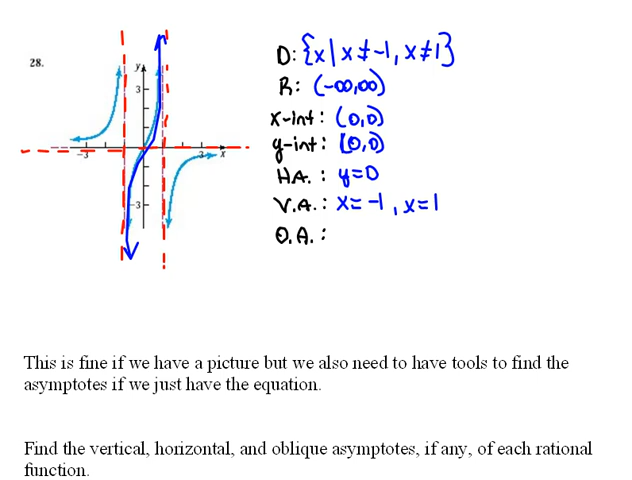 28.
y
3
-3
3
x
-3
D: {x | x ≠ -1, x ≠ 1}
R: (-∞,∞)
x-int: (0,0)
y-int: (0,0)
H.A.: y=0
V.A.: x= -1, x=1
O.A.:
This is fine if we have a picture but we also need to have tools to find the
asymptotes if we just have the equation.
Find the vertical, horizontal, and oblique asymptotes, if any, of each rational
function.